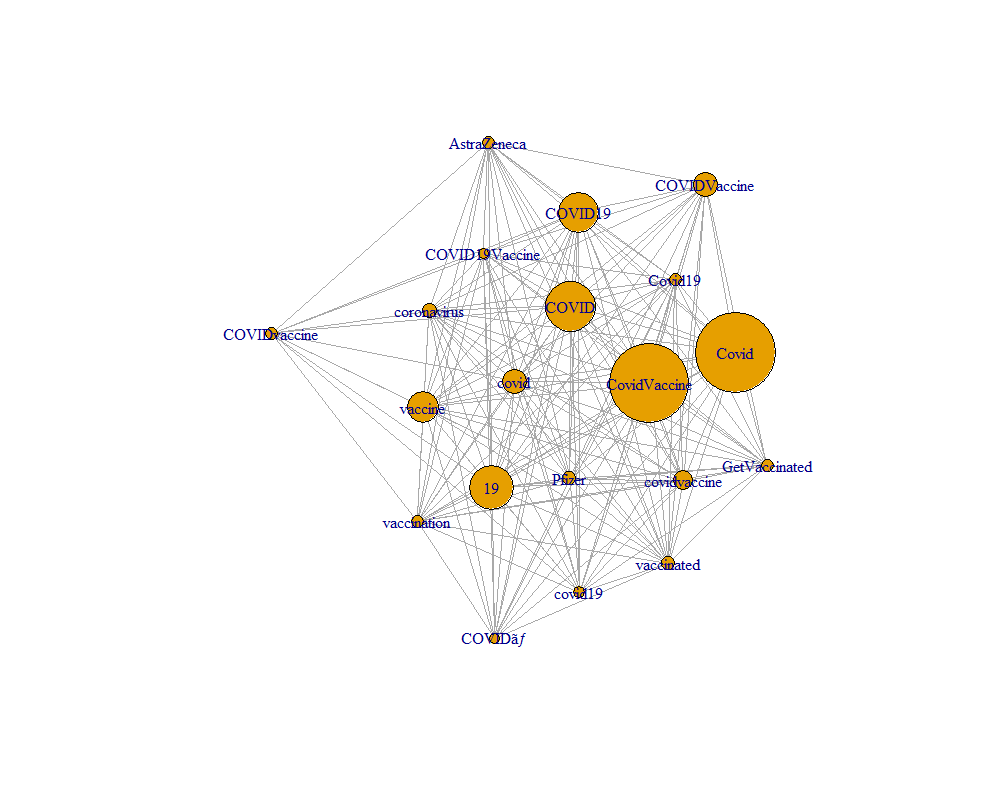 AstraZeneca
COVIDVaccine
COVID19
COVID19Vaccine
Covid19
COVID
coronavirus
COVIDvaccine
Covid
covid
CovidVaccine
vaccine
GetVaccinated
Pfizer
covidvaccine
19
vaccination
vaccinated
covid19
COVIDãƒ